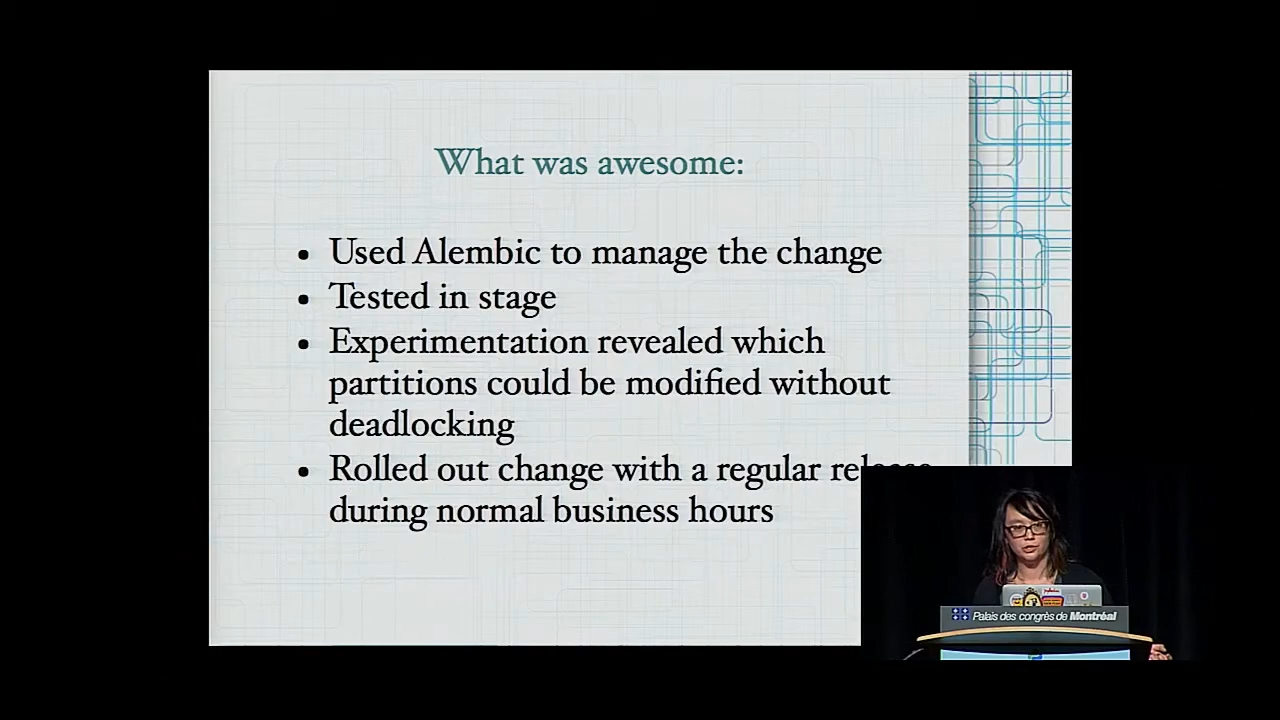 What was awesome:
• Used Alembic to manage the change
• Tested in stage
• Experimentation revealed which
partitions could be modified without
deadlocking
• Rolled out change with a regular release
during normal business hours
Palais des congrès de Montréal